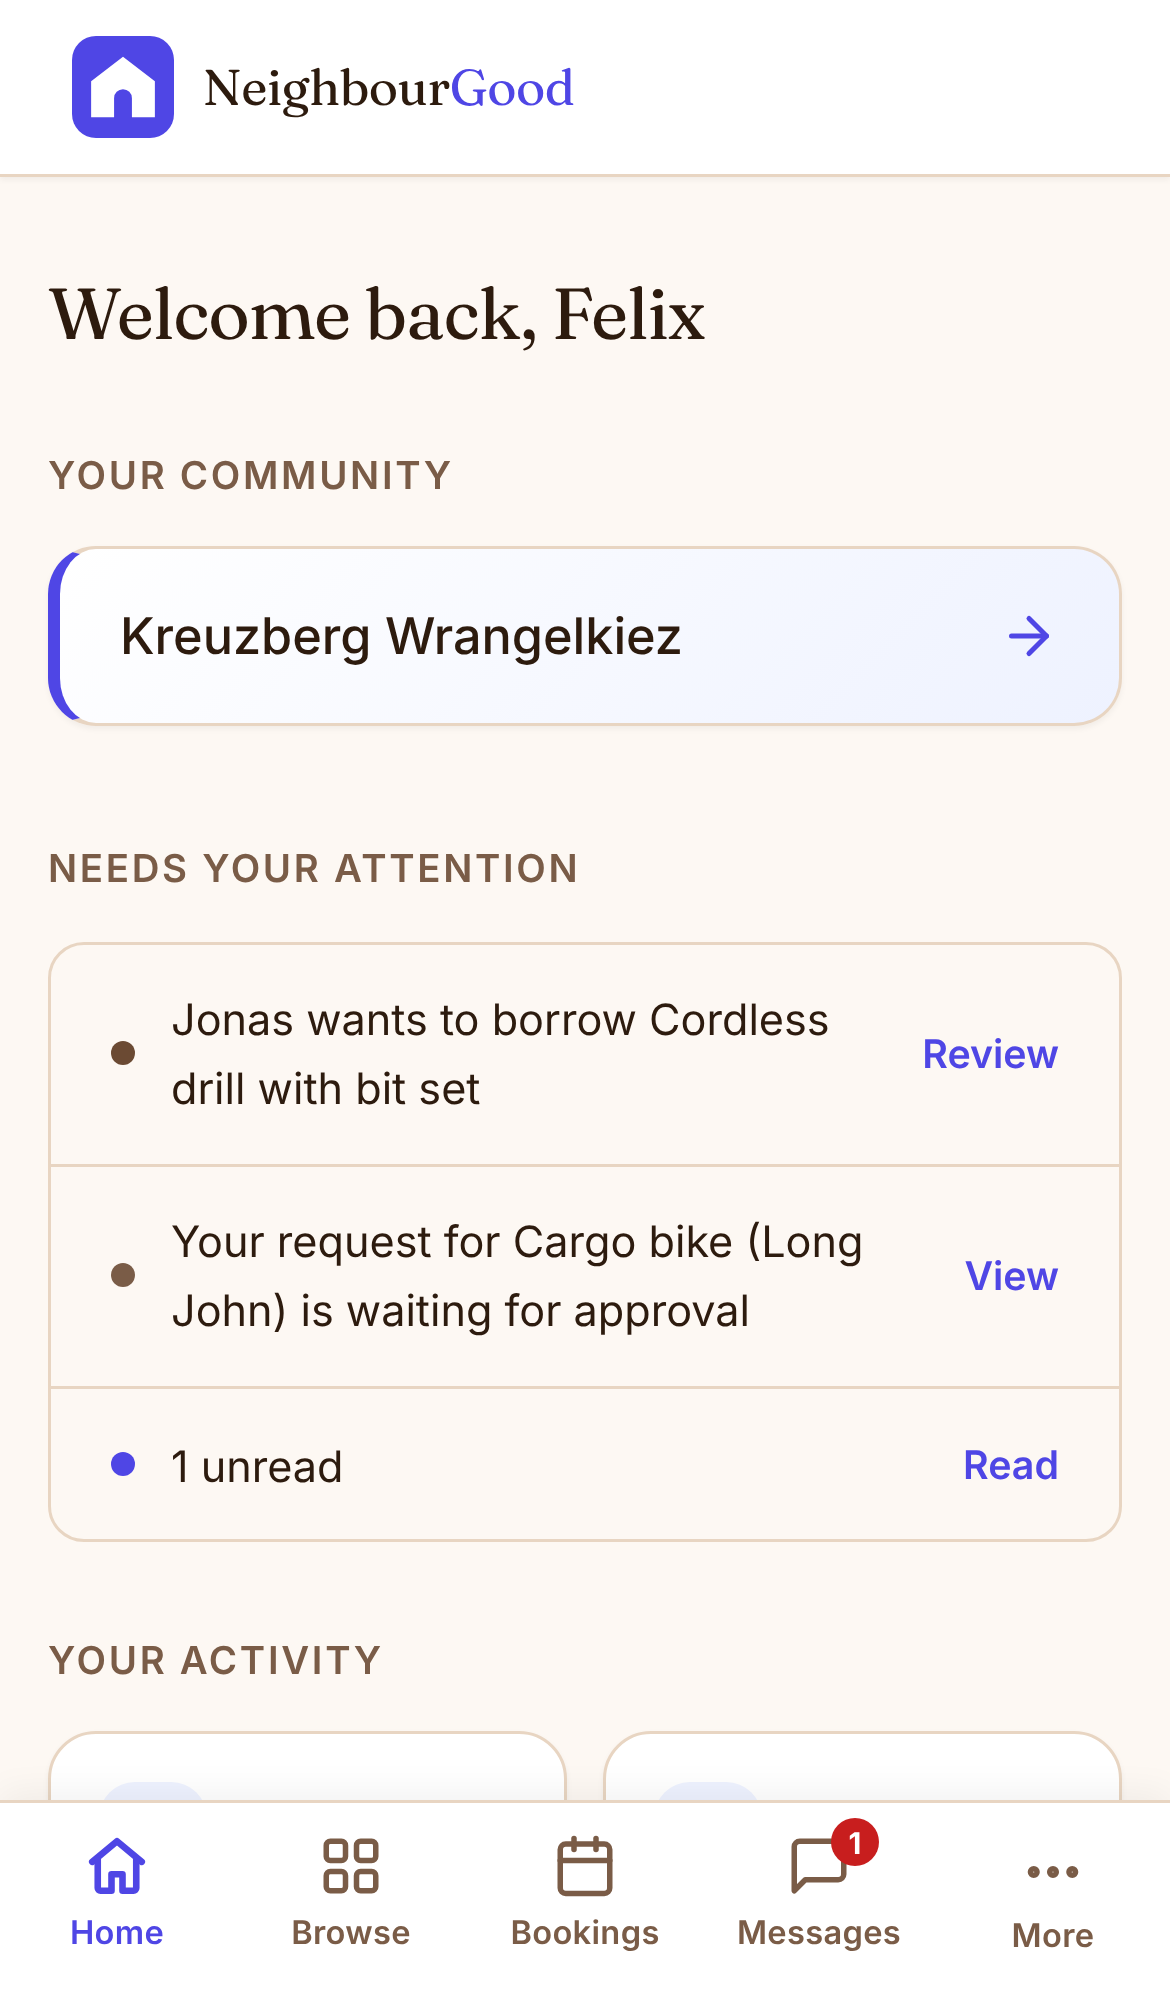 NeighbourGood
Welcome back, Felix
YOUR COMMUNITY
Kreuzberg Wrangelkiez
NEEDS YOUR ATTENTION
Jonas wants to borrow Cordless
drill with bit set
Review
Your request for Cargo bike (Long
John) is waiting for approval
View
1 unread
Read
YOUR ACTIVITY
1
Home
Browse
Bookings
Messages
More